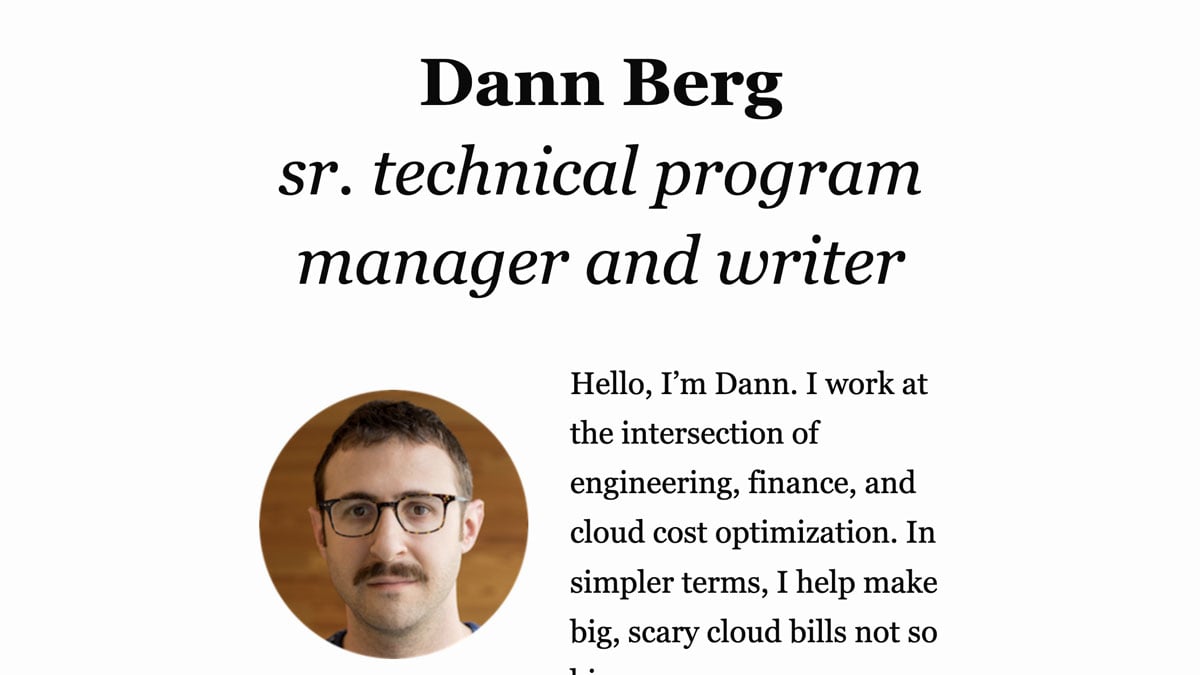 Dann Berg
sr. technical program
manager and writer
Hello, I’m Dann. I work at
the intersection of
engineering, finance, and
cloud cost optimization. In
simpler terms, I help make
big, scary cloud bills not so